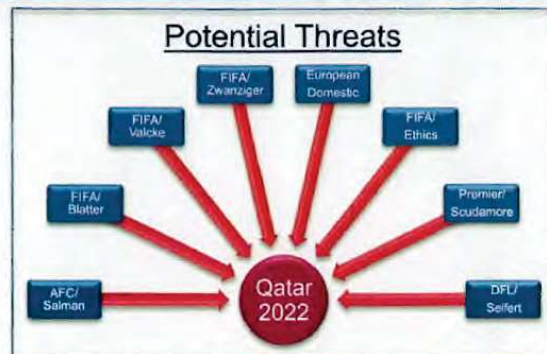 Potential Threats
FIFA/
Zwanziger
European
Domestic
FIFA/
Valcke
FIFA/
Ethics
FIFA/
Blatter
Premier/
Scudamore
AFC/
Salman
Qatar
2022
DFL/
Seifert